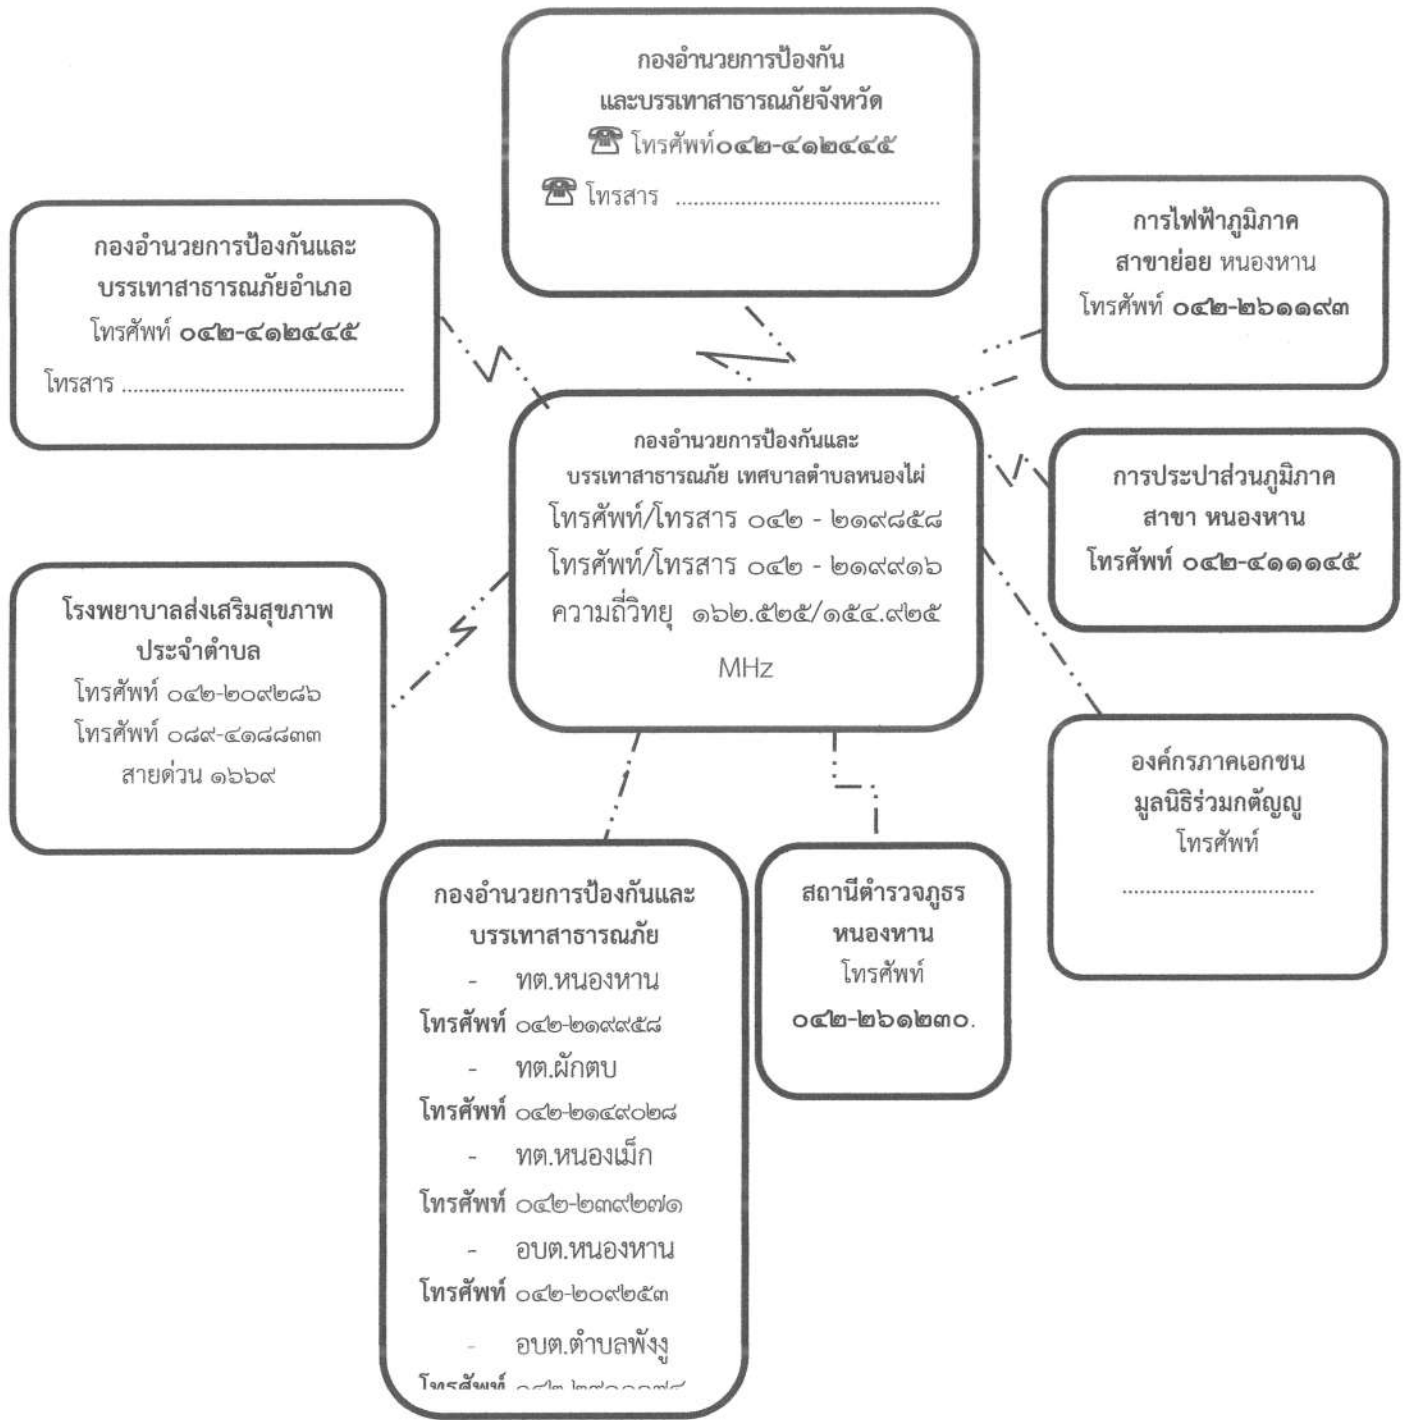 กองอำนวยการป้องกัน
และบรรเทาสาธารณภัยจังหวัด
โทรศัพท์๐๔๒-๔๑๒๔๔๕
โทรสาร ............................................
กองอำนวยการป้องกันและ
บรรเทาสาธารณภัยอำเภอ
โทรศัพท์ ๐๔๒-๔๑๒๔๔๕
โทรสาร ...............................................
การไฟฟ้าภูมิภาค
สาขาย่อย หนองหาน
โทรศัพท์ ๐๔๒-๒๖๑๑๙๓
กองอำนวยการป้องกันและ
บรรเทาสาธารณภัย เทศบาลตำบลหนองไผ่
โทรศัพท์/โทรสาร ๐๔๒ - ๒๑๙๘๕๘
โทรศัพท์/โทรสาร ๐๔๒ - ๒๑๙๙๑๖
ความถี่วิทยุ ๑๖๒.๕๒๕/๑๕๔.๙๒๕
MHz
การประปาส่วนภูมิภาค
สาขา หนองหาน
โทรศัพท์ ๐๔๒-๔๑๑๑๔๕
โรงพยาบาลส่งเสริมสุขภาพ
ประจำตำบล
โทรศัพท์ ๐๔๒-๒๐๙๒๘๖
โทรศัพท์ ๐๘๙-๔๑๘๘๓๓
สายด่วน ๑๖๖๙
องค์กรภาคเอกชน
มูลนิธิร่วมกตัญญู
โทรศัพท์
................................
กองอำนวยการป้องกันและ
บรรเทาสาธารณภัย
- ทต.หนองหาน
โทรศัพท์ ๐๔๒-๒๑๙๙๕๘
- ทต.ผักตบ
โทรศัพท์ ๐๔๒-๒๑๔๙๐๒๘
- ทต.หนองเม็ก
โทรศัพท์ ๐๔๒-๒๓๙๒๗๑
- อบต.หนองหาน
โทรศัพท์ ๐๔๒-๒๐๙๒๕๓
- อบต.ตำบลพังงู
โทรศัพท์
สถานีตำรวจภูธร
หนองหาน
โทรศัพท์
๐๔๒-๒๖๑๒๓๐.